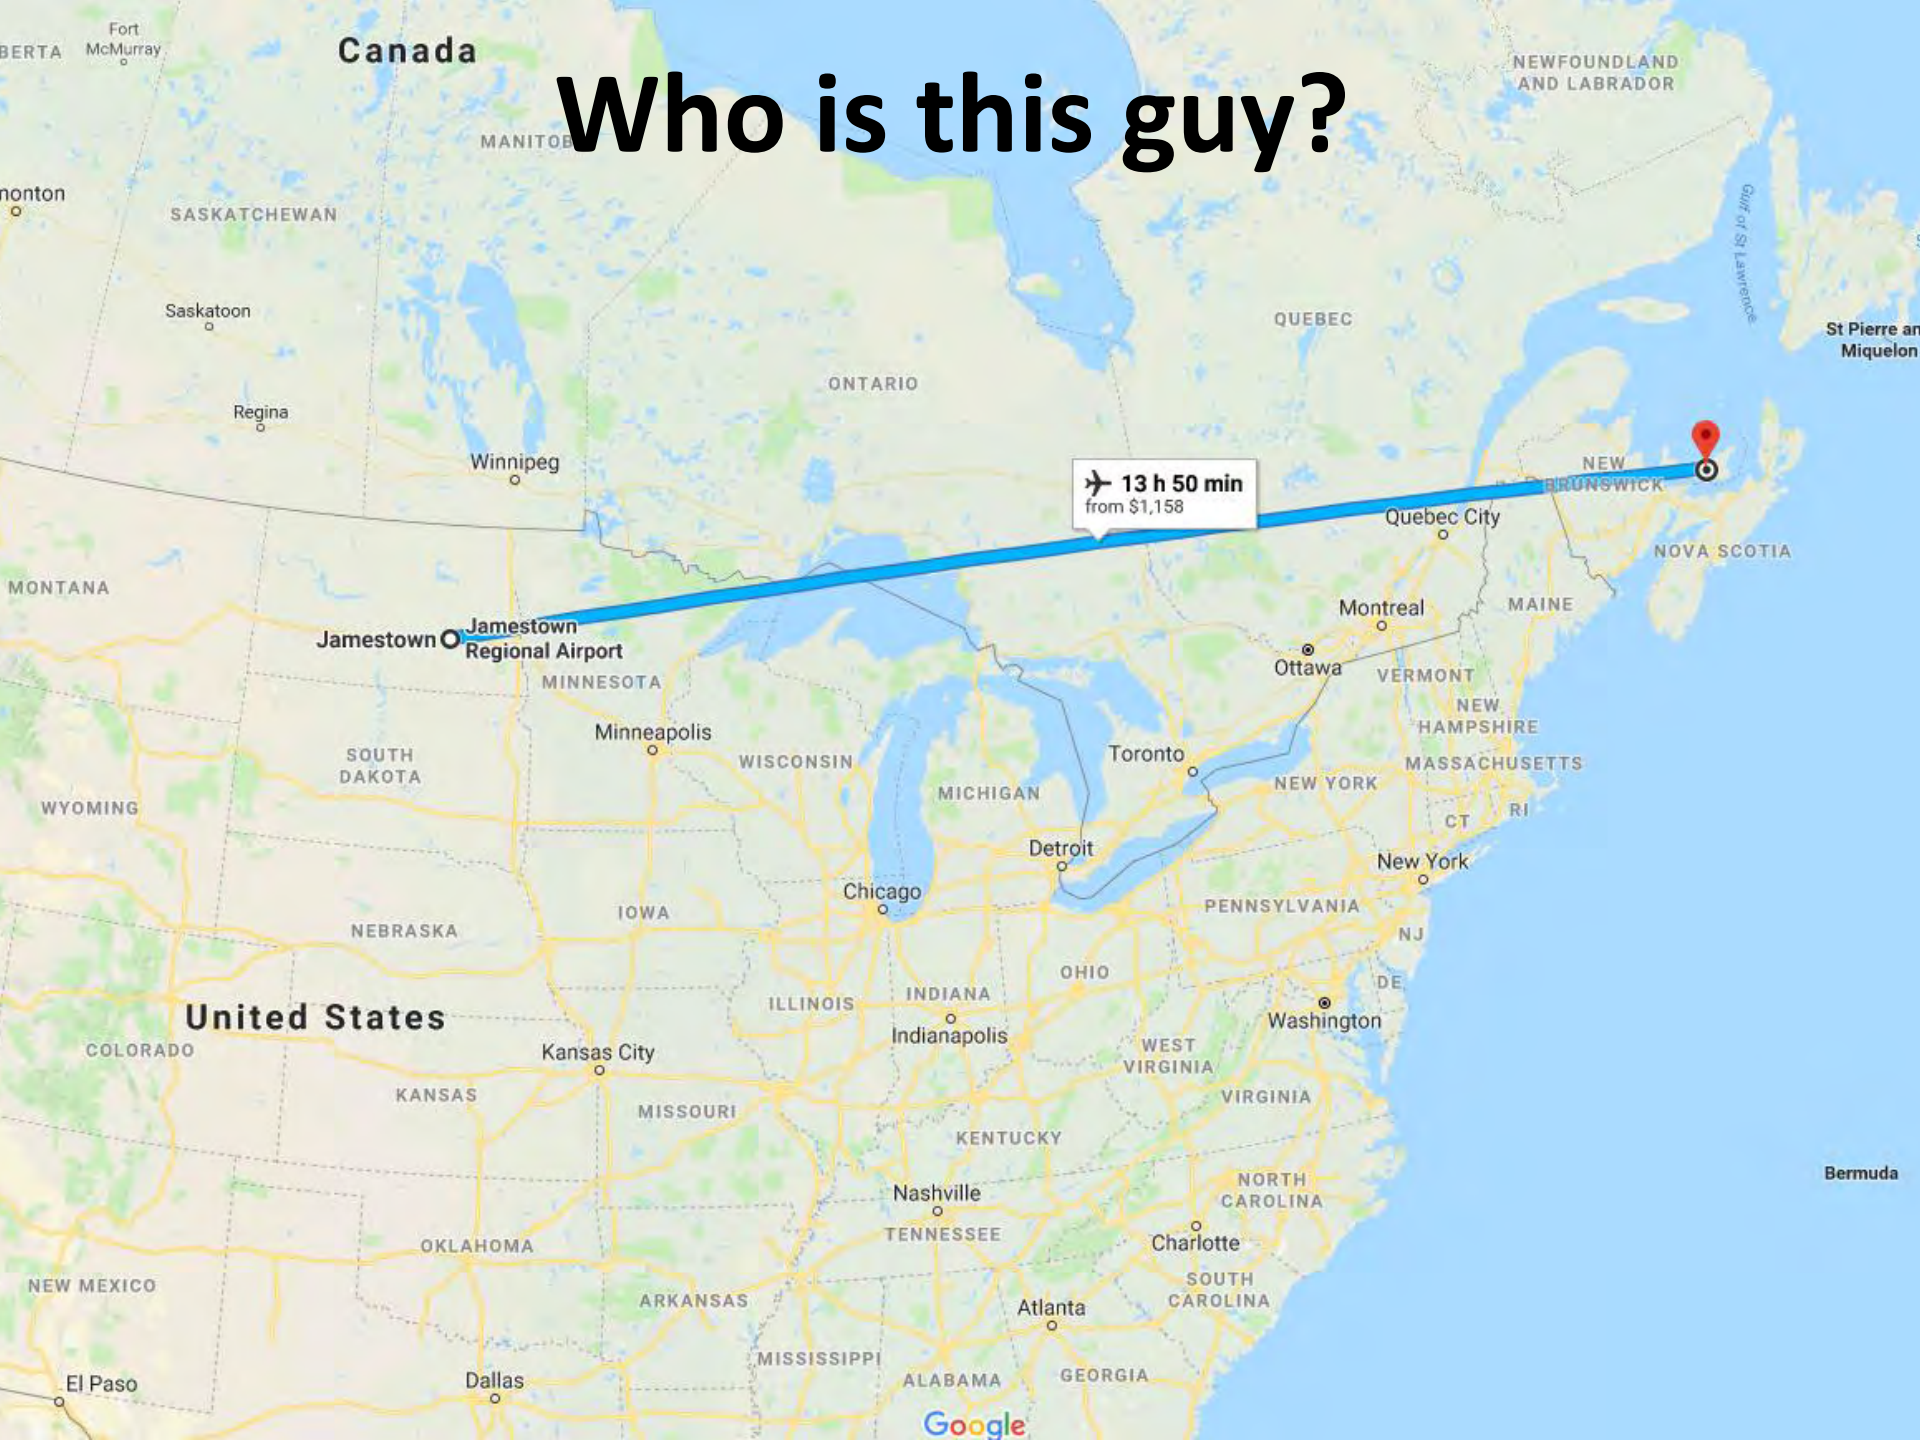 Who is this guy?
Fort
McMurray
BERTA
Canada
NEWFOUNDLAND
AND LABRADOR
MANITOB
nonton
SASKATCHEWAN
Gulf of St Lawrence
Saskatoon
QUEBEC
St Pierre an
Miquelon
ONTARIO
Regina
Winnipeg
NEW
BRUNSWICK
13 h 50 min
from $1,158
Quebec City
NOVA SCOTIA
MONTANA
MAINE
Montreal
Jamestown
Jamestown
Regional Airport
Ottawa
VERMONT
MINNESOTA
NEW
HAMPSHIRE
Minneapolis
Toronto
WISCONSIN
SOUTH
DAKOTA
MASSACHUSETTS
NEW YORK
MICHIGAN
WYOMING
RI
CT
Detroit
New York
Chicago
PENNSYLVANIA
IOWA
NEBRASKA
NJ
OHIO
DE
INDIANA
ILLINOIS
United States
Washington
Indianapolis
COLORADO
Kansas City
WEST
VIRGINIA
KANSAS
VIRGINIA
MISSOURI
KENTUCKY
Bermuda
NORTH
CAROLINA
Nashville
TENNESSEE
Charlotte
OKLAHOMA
SOUTH
CAROLINA
NEW MEXICO
ARKANSAS
Atlanta
MISSISSIPPI
GEORGIA
ALABAMA
El Paso
Dallas
Google